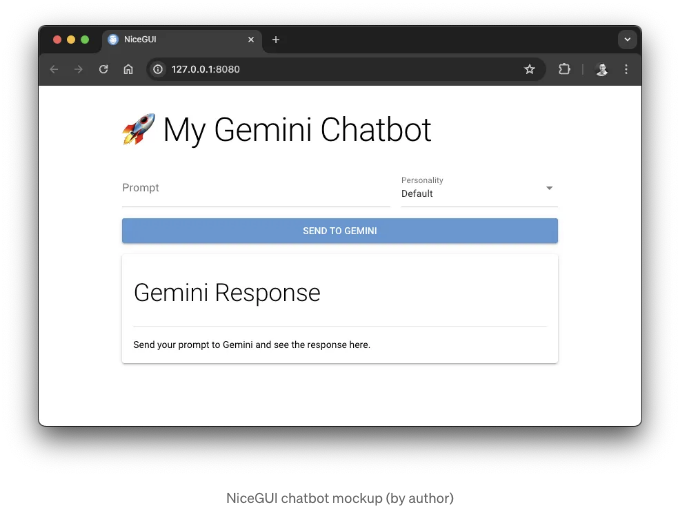 NiceGUI
127.0.0.1:8080
🚀 My Gemini Chatbot
Prompt
Personality
Default
SEND TO GEMINI
Gemini Response
Send your prompt to Gemini and see the response here.
NiceGUI chatbot mockup (by author)